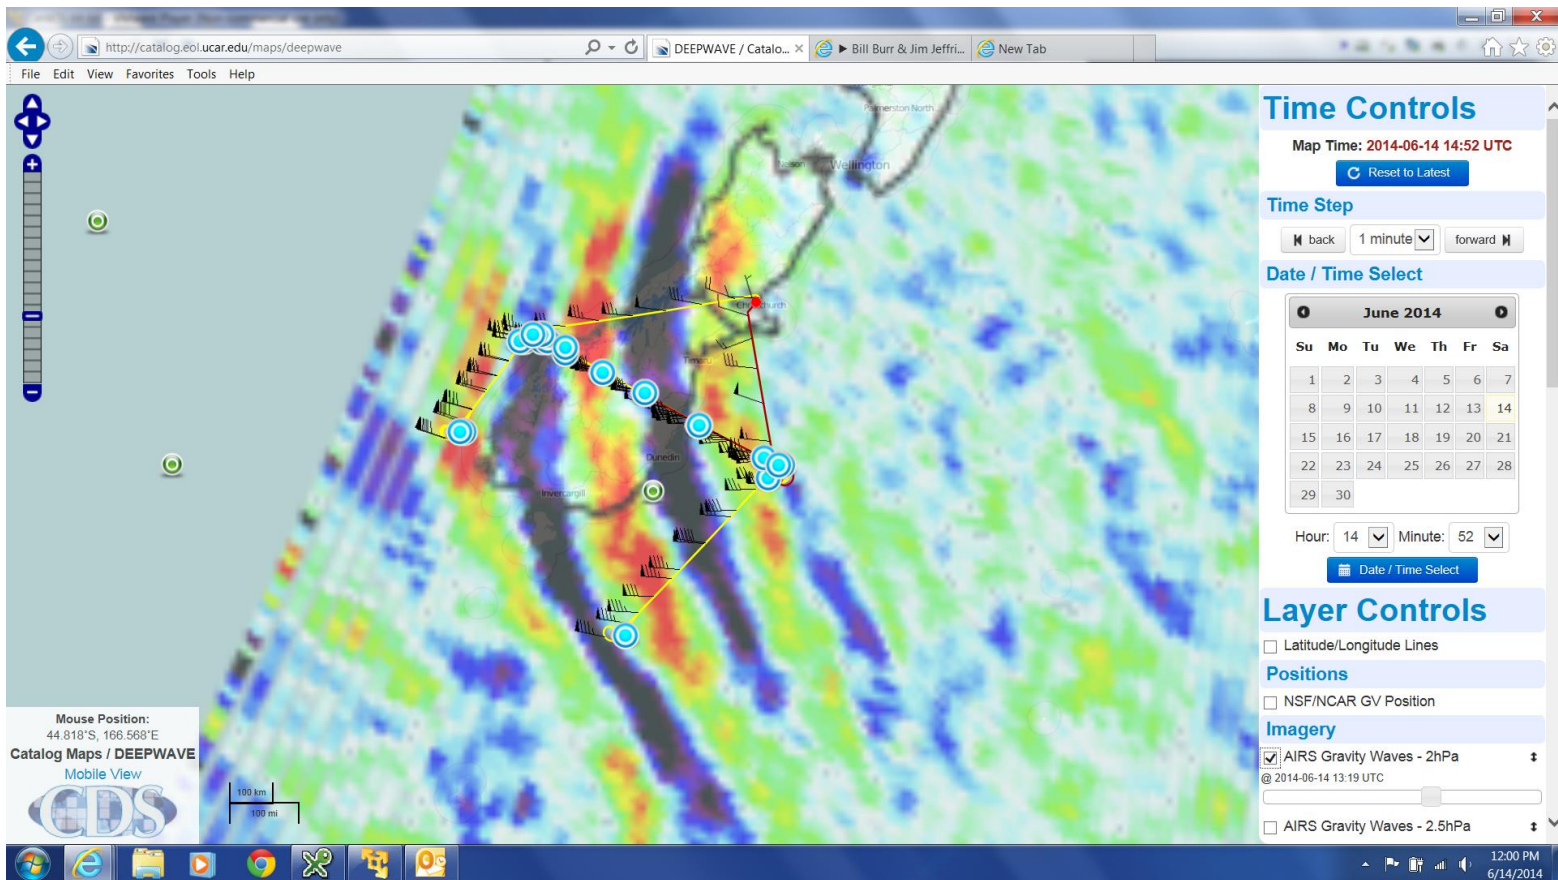 http://catalog.eol.ucar.edu/maps/deepwave
DEEPWAVE / Catalo...
Bill Burr & Jim Jeffri...
New Tab
File Edit View Favorites Tools Help
Palmerston North
Nelson
Wellington
Christchurch
Timaru
Dunedin
Invercargill
Mouse Position:
44.818°S, 166.568°E
Catalog Maps / DEEPWAVE
Mobile View
CDS
100 km
100 mi
Time Controls
Map Time: 2014-06-14 14:52 UTC
Reset to Latest
Time Step
back 1 minute forward
Date / Time Select
June 2014
Su Mo Tu We Th Fr Sa
1 2 3 4 5 6 7
8 9 10 11 12 13 14
15 16 17 18 19 20 21
22 23 24 25 26 27 28
29 30
Hour: 14 Minute: 52
Date / Time Select
Layer Controls
Latitude/Longitude Lines
Positions
NSF/NCAR GV Position
Imagery
AIRS Gravity Waves - 2hPa
@ 2014-06-14 13:19 UTC
AIRS Gravity Waves - 2.5hPa
12:00 PM
6/14/2014